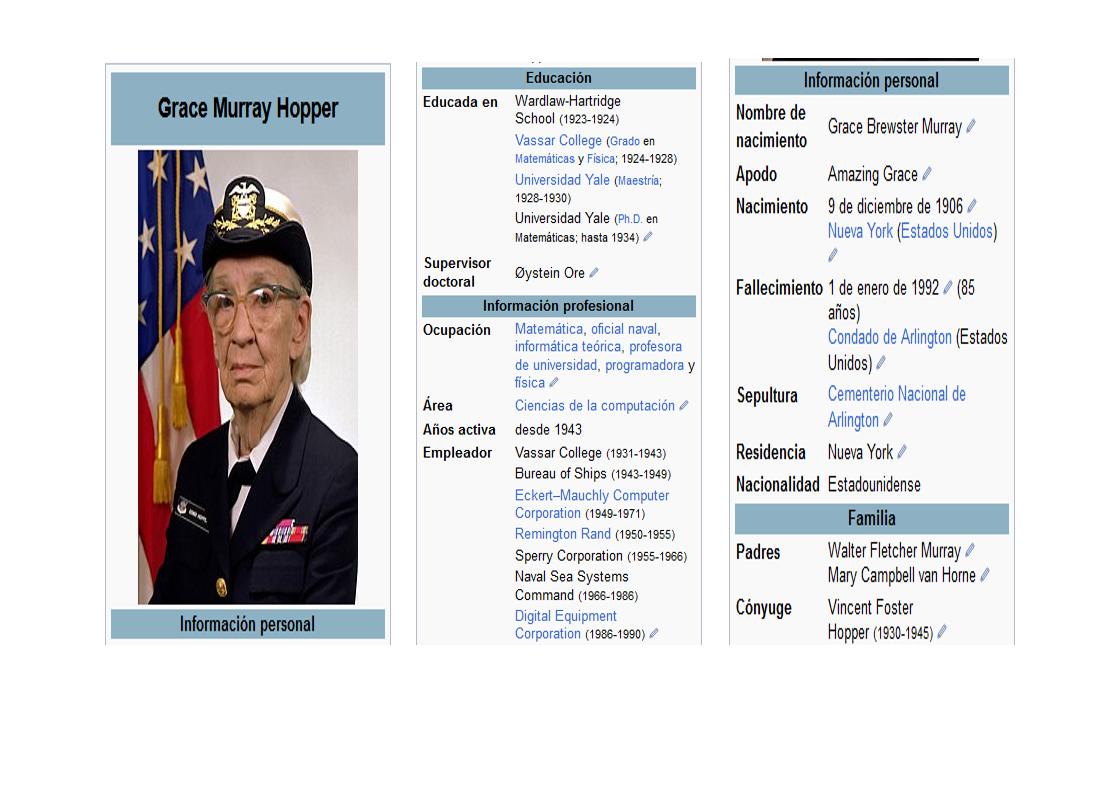 Grace Murray Hopper
Información personal
Educación
Educada en
Wardlaw-Hartridge
School (1923-1924)
Vassar College (Grado en
Matemáticas y Física; 1924-1928)
Universidad Yale (Maestría;
1928-1930)
Universidad Yale (Ph.D. en
Matemáticas; hasta 1934)
Supervisor
doctoral
Øystein Ore
Información profesional
Ocupación
Matemática, oficial naval,
informática teórica, profesora
de universidad, programadora y
física
Área
Ciencias de la computación
Años activa
desde 1943
Empleador
Vassar College (1931-1943)
Bureau of Ships (1943-1949)
Eckert–Mauchly Computer
Corporation (1949-1971)
Remington Rand (1950-1955)
Sperry Corporation (1955-1966)
Naval Sea Systems
Command (1966-1986)
Digital Equipment
Corporation (1986-1990)
Información personal
Nombre de
nacimiento
Grace Brewster Murray
Apodo
Amazing Grace
Nacimiento
9 de diciembre de 1906
Nueva York (Estados Unidos)
Fallecimiento
1 de enero de 1992 (85
años)
Condado de Arlington (Estados
Unidos)
Sepultura
Cementerio Nacional de
Arlington
Residencia
Nueva York
Nacionalidad
Estadounidense
Familia
Padres
Walter Fletcher Murray
Mary Campbell van Horne
Cónyuge
Vincent Foster
Hopper (1930-1945)